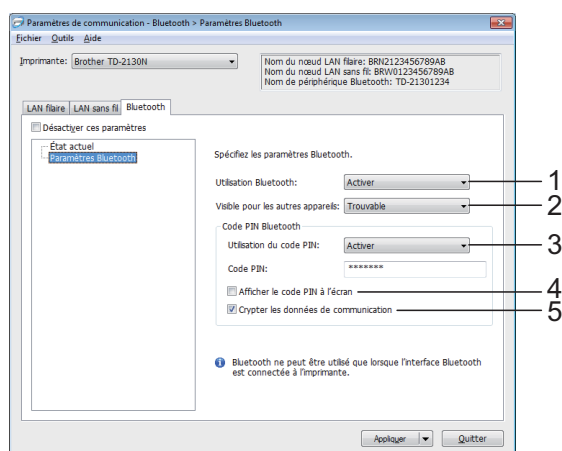 Paramètres de communication - Bluetooth > Paramètres Bluetooth
Fichier Outils Aide
Imprimante: Brother TD-2130N
Nom du nœud LAN filaire: BRN2123456789AB
Nom du nœud LAN sans fil: BRW0123456789AB
Nom de périphérique Bluetooth: TD-21301234
LAN filaire LAN sans fil Bluetooth
Désactiver ces paramètres
État actuel
Paramètres Bluetooth
Spécifiez les paramètres Bluetooth.
Utilisation Bluetooth: Activer 1
Visible pour les autres appareils: Trouvable 2
Code PIN Bluetooth
Utilisation du code PIN: Activer 3
Code PIN: *******
Afficher le code PIN à l'écran 4
Crypter les données de communication 5
Bluetooth ne peut être utilisé que lorsque l'interface Bluetooth
est connectée à l'imprimante.
Appliquer Quitter